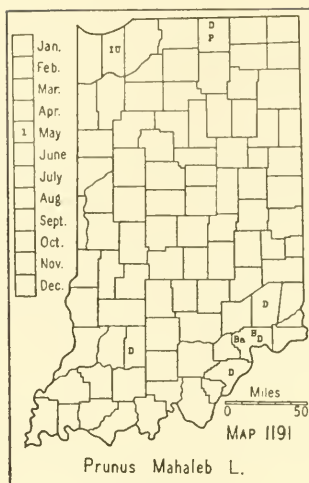 Jan.
Feb.
Mar.
Apr.
1 May
June
July
Aug
Sept.
Oct.
Nov.
Dec.
IU
D
P
D
D
Ba
S D
D
Miles
0 50
MAP 1191
Prunus Mahaleb L.